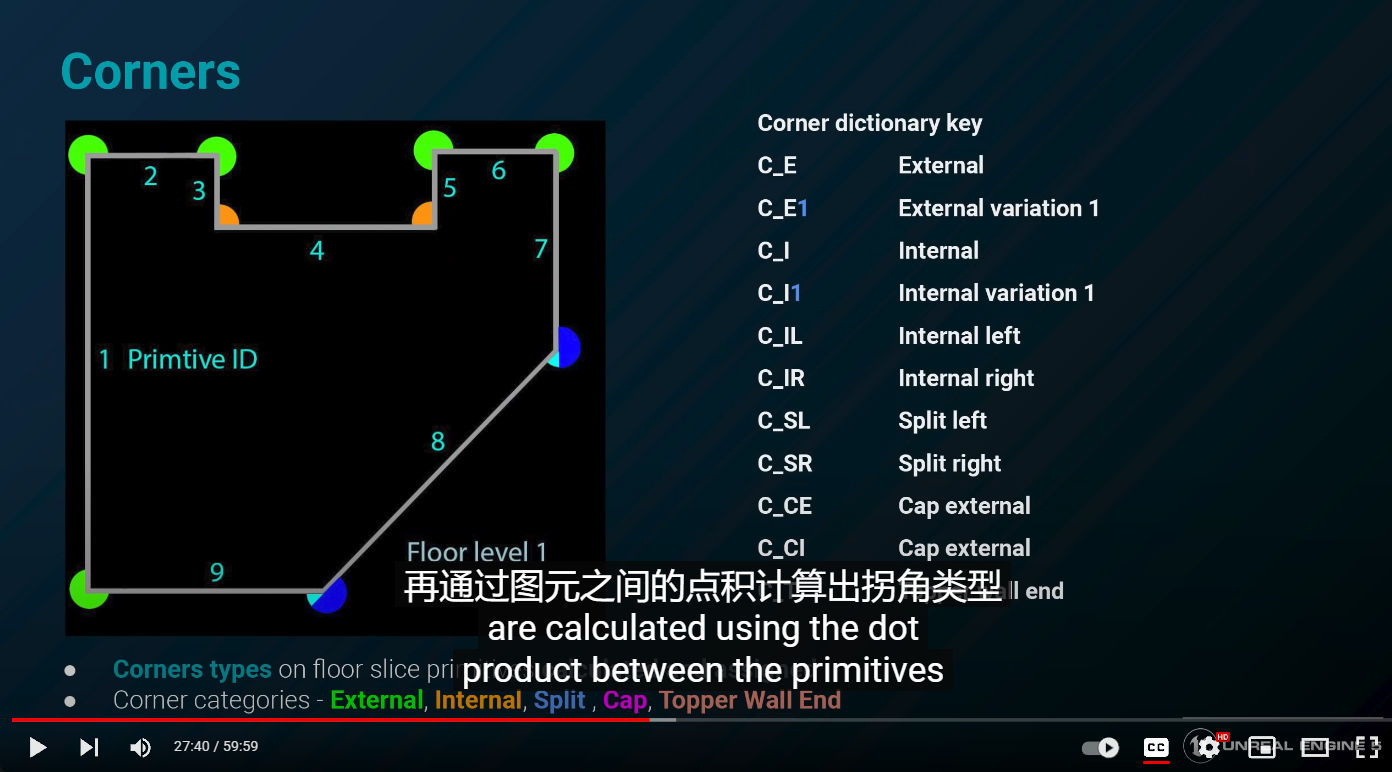 Corners
2
3
5
6
4
7
1 Primtive ID
8
9
Floor level 1
Corner dictionary key
C_E External
C_E1 External variation 1
C_I Internal
C_I1 Internal variation 1
C_IL Internal left
C_IR Internal right
C_SL Split left
C_SR Split right
C_CE Cap external
C_CI Cap external
end
再通过图元之间的点积计算出拐角类型
are calculated using the dot
product between the primitives
Corners types on floor slice
Corner categories - External, Internal, Split , Cap, Topper Wall End
27:40 / 59:59
CC
HD
UNREAL ENGINE 5